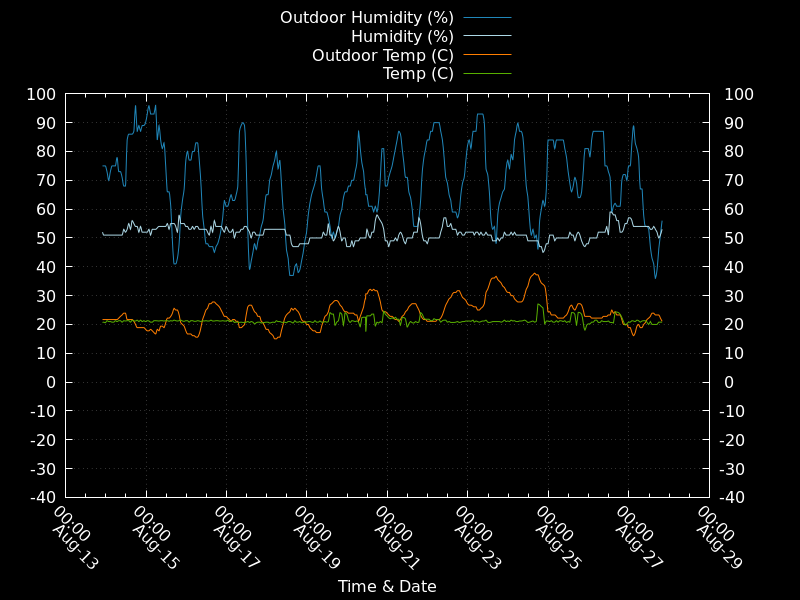 Outdoor Humidity (%)
Humidity (%)
Outdoor Temp (C)
Temp (C)
100 100
90 90
80 80
70 70
60 60
50 50
40 40
30 30
20 20
10 10
0 0
-10 -10
-20 -20
-30 -30
-40 -40
00:00 Aug-13
00:00 Aug-15
00:00 Aug-17
00:00 Aug-19
00:00 Aug-21
00:00 Aug-23
00:00 Aug-25
00:00 Aug-27
00:00 Aug-29
Time & Date